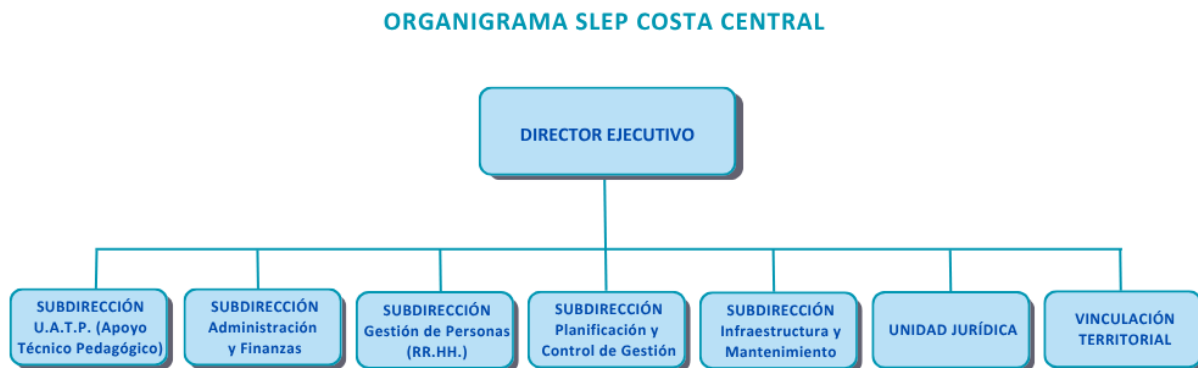 ORGANIGRAMA SLEP COSTA CENTRAL
DIRECTOR EJECUTIVO
SUBDIRECCIÓN
U.A.T.P. (Apoyo
Técnico Pedagógico)
SUBDIRECCIÓN
Administración
y Finanzas
SUBDIRECCIÓN
Gestión de Personas
(RR.HH.)
SUBDIRECCIÓN
Planificación y
Control de Gestión
SUBDIRECCIÓN
Infraestructura y
Mantenimiento
UNIDAD JURÍDICA
VINCULACIÓN
TERRITORIAL